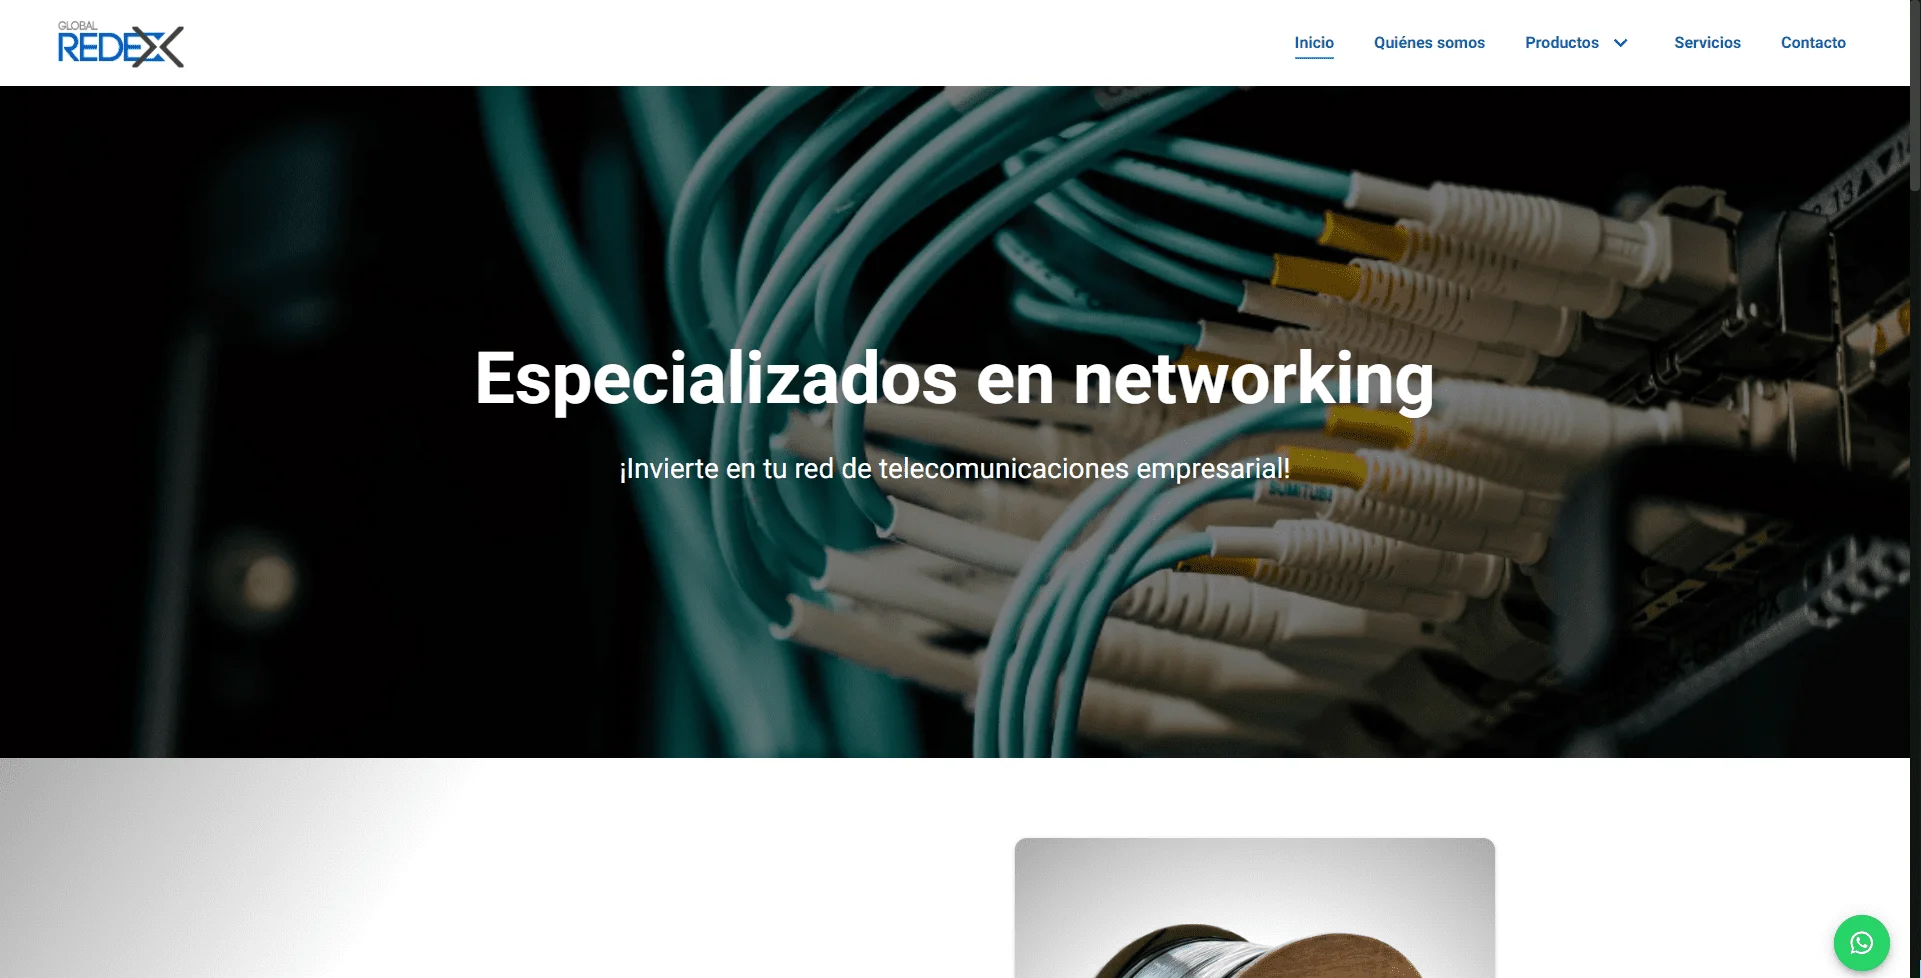 GLOBAL
REDEX
Inicio
Quiénes somos
Productos
Servicios
Contacto
Especializados en networking
¡Invierte en tu red de telecomunicaciones empresarial!